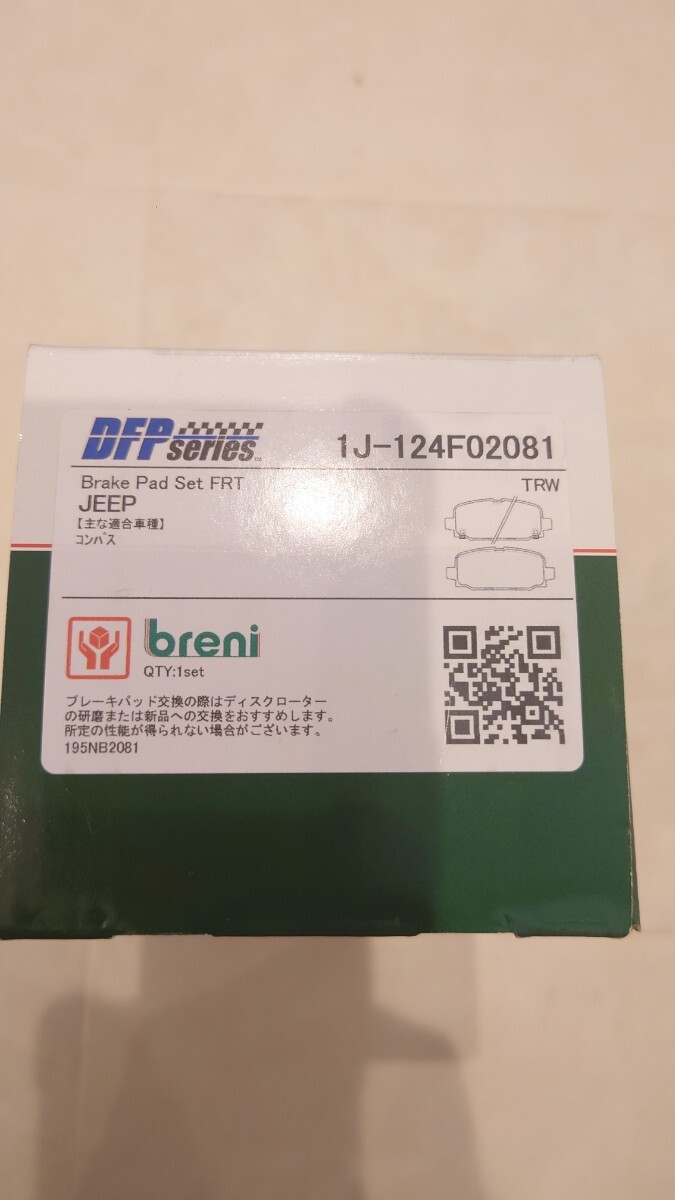 DFP series™
1J-124F02081
Brake Pad Set FRT
TRW
JEEP
【主な適合車種】
コンパス
breni
QTY:1set
ブレーキパッド交換の際はディスクローター
の研磨または新品への交換をおすすめします。
所定の性能が得られない場合がございます。
195NB2081